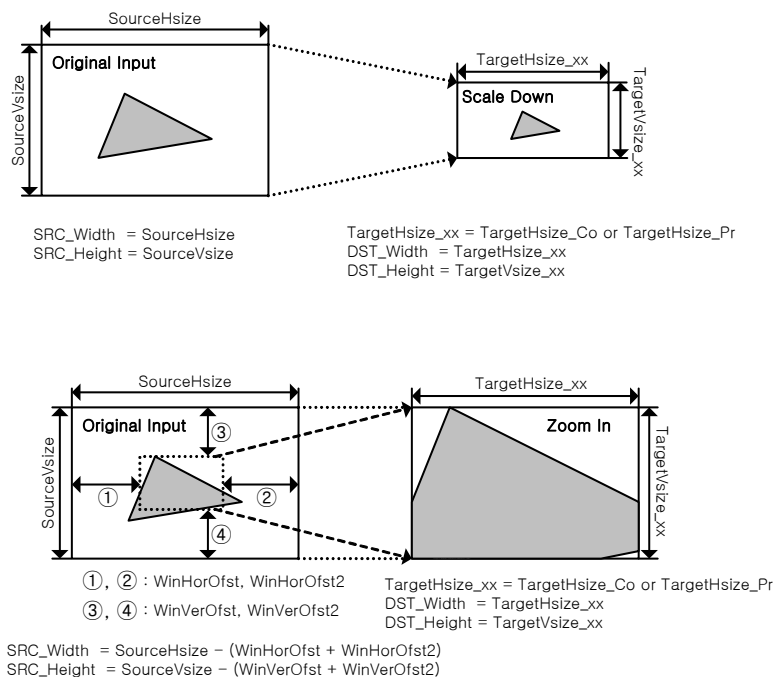 SourceHsize
SourceVsize
Original Input
TargetHsize_xx
TargetVsize_xx
Scale Down
SRC_Width = SourceHsize
SRC_Height = SourceVsize
TargetHsize_xx = TargetHsize_Co or TargetHsize_Pr
DST_Width = TargetHsize_xx
DST_Height = TargetVsize_xx
SourceHsize
SourceVsize
Original Input
③
①
②
④
TargetHsize_xx
TargetVsize_xx
Zoom In
①, ② : WinHorOfst, WinHorOfst2
③, ④ : WinVerOfst, WinVerOfst2
TargetHsize_xx = TargetHsize_Co or TargetHsize_Pr
DST_Width = TargetHsize_xx
DST_Height = TargetVsize_xx
SRC_Width = SourceHsize - (WinHorOfst + WinHorOfst2)
SRC_Height = SourceVsize - (WinVerOfst + WinVerOfst2)